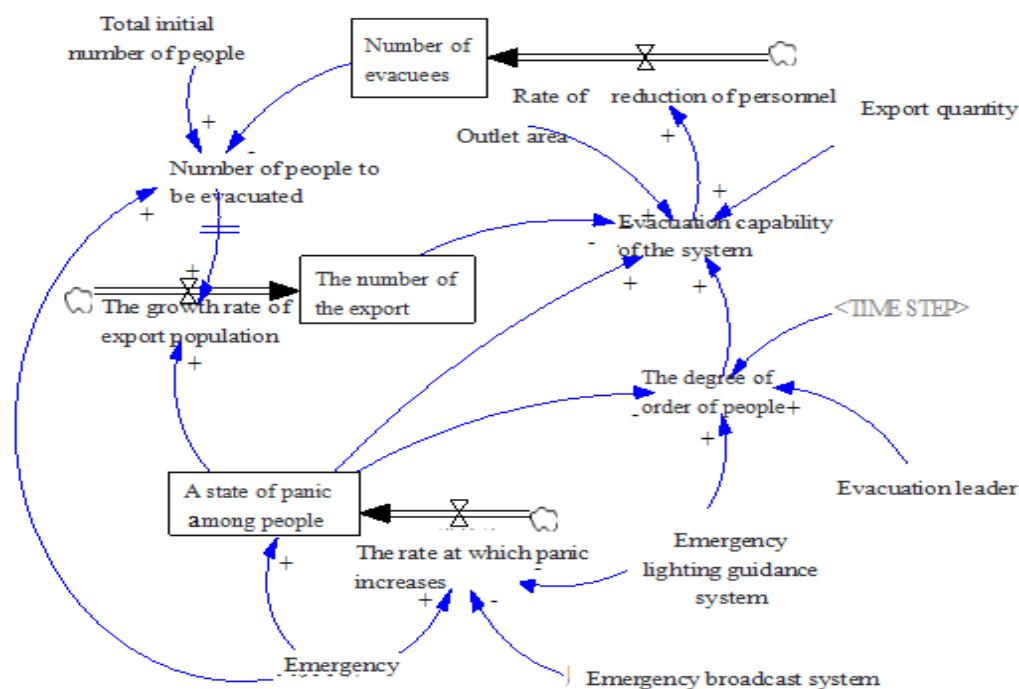 Total initial
number of people
Number of
evacuees
Rate of reduction of personnel
Export quantity
Outlet area
+
-
+
Number of people to
be evacuated
+
+
+
Evacuation capability
of the system
-
+
+
+
The number of
the export
The growth rate of
export population
+
<TIME STEP>
The degree of
order of people
-
+
+
A state of panic
among people
Evacuation leader
The rate at which panic
increases
-
Emergency
lighting guidance
system
+
+
-
Emergency
Emergency broadcast system